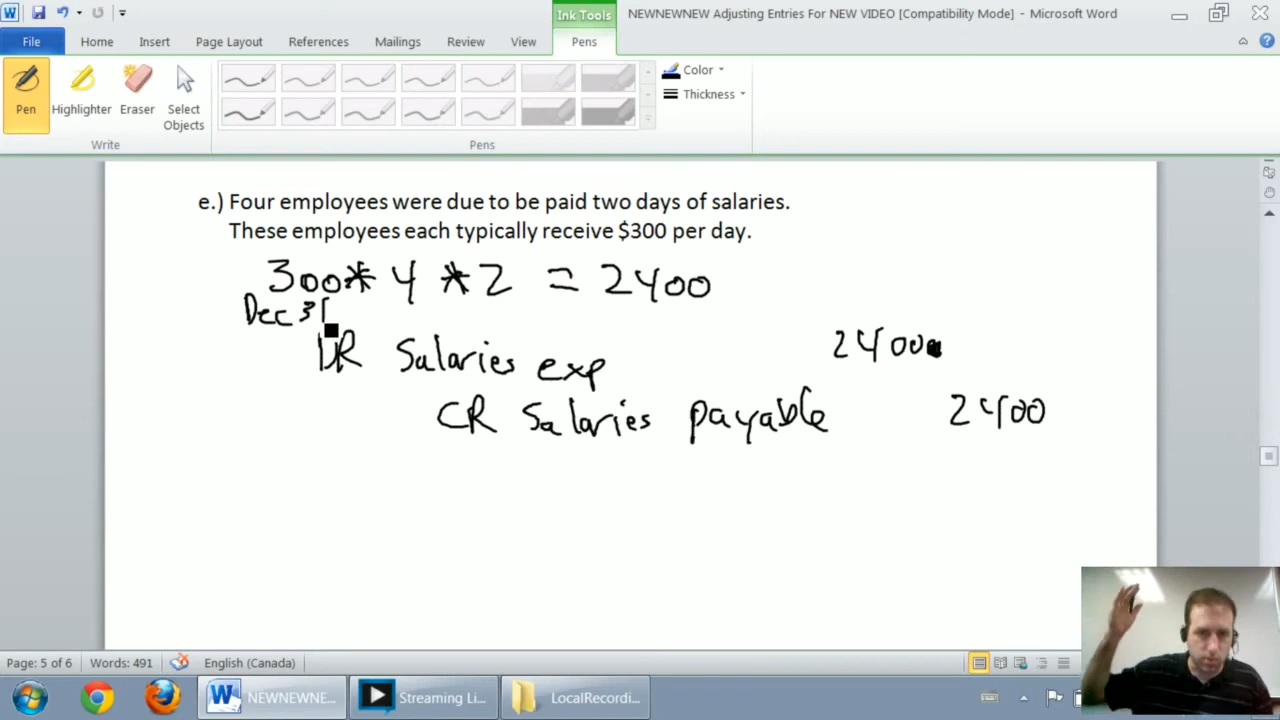 NEWNEWNEW Adjusting Entries For NEW VIDEO [Compatibility Mode] - Microsoft Word
Ink Tools
File Home Insert Page Layout References Mailings Review View Pens
Pen Highlighter Eraser Select Objects
Color
Thickness
Write Pens
e.) Four employees were due to be paid two days of salaries.
These employees each typically receive $300 per day.
300* 4 * 2 = 2400
Dec 31
DR Salaries exp 2400
CR Salaries payable 2400
Page: 5 of 6 Words: 491 English (Canada)
NEWNEWNE... Streaming Li... LocalRecordi...